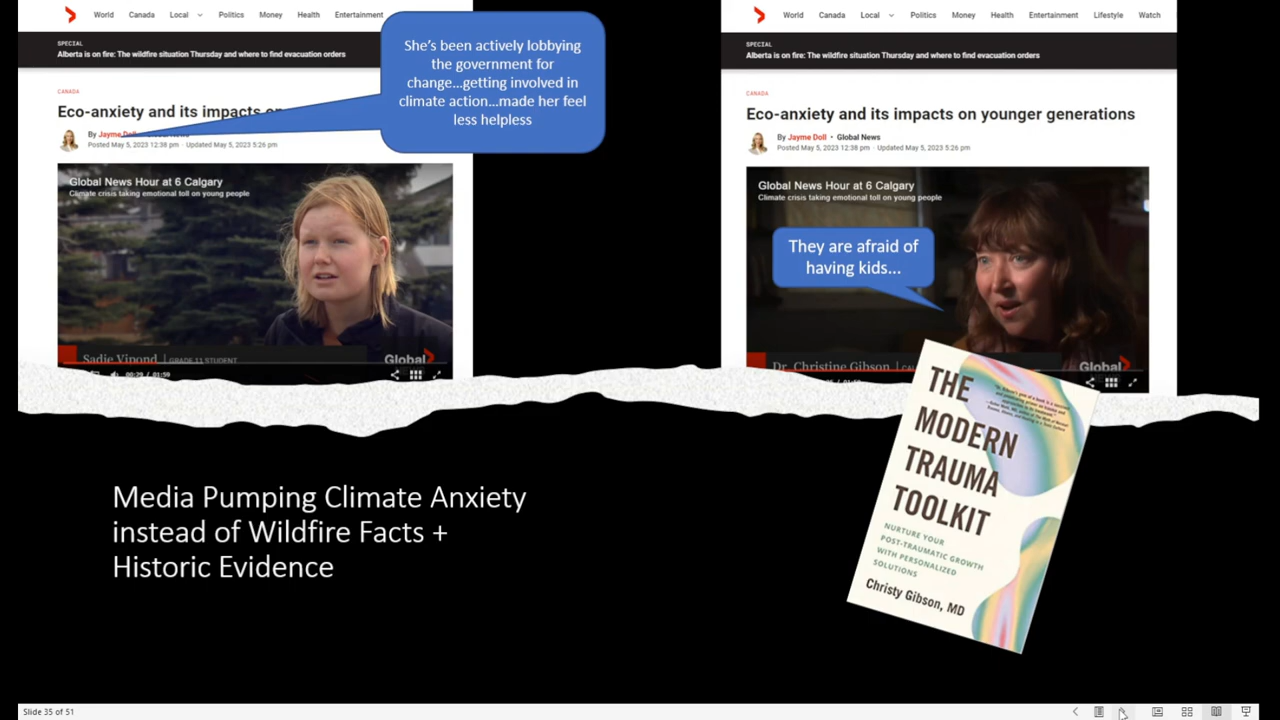 World Canada Local Politics Money Health Entertainment
SPECIAL
Alberta is on fire: The wildfire situation Thursday and where to find evacuation orders
CANADA
Eco-anxiety and its impacts
By Jayme
Posted May 5, 2023 12:38 pm · Updated May 5, 2023 5:26 pm
She's been actively lobbying
the government for
change...getting involved in
climate action...made her feel
less helpless
Global News Hour at 6 Calgary
Climate crisis taking emotional toll on young people
Sadie Vipond | GRADE 11 STUDENT
Global
00:29 / 01:59
World Canada Local Politics Money Health Entertainment Lifestyle Watch
SPECIAL
Alberta is on fire: The wildfire situation Thursday and where to find evacuation orders
CANADA
Eco-anxiety and its impacts on younger generations
By Jayme Doll • Global News
Posted May 5, 2023 12:38 pm · Updated May 5, 2023 5:26 pm
Global News Hour at 6 Calgary
Climate crisis taking emotional toll on young people
They are afraid of
having kids...
Dr. Christine Gibson
Global
THE
MODERN
TRAUMA
TOOLKIT
NURTURE YOUR
POST-TRAUMATIC GROWTH
WITH PERSONALIZED
SOLUTIONS
Christy Gibson, MD
Media Pumping Climate Anxiety
instead of Wildfire Facts +
Historic Evidence
Slide 35 of 51